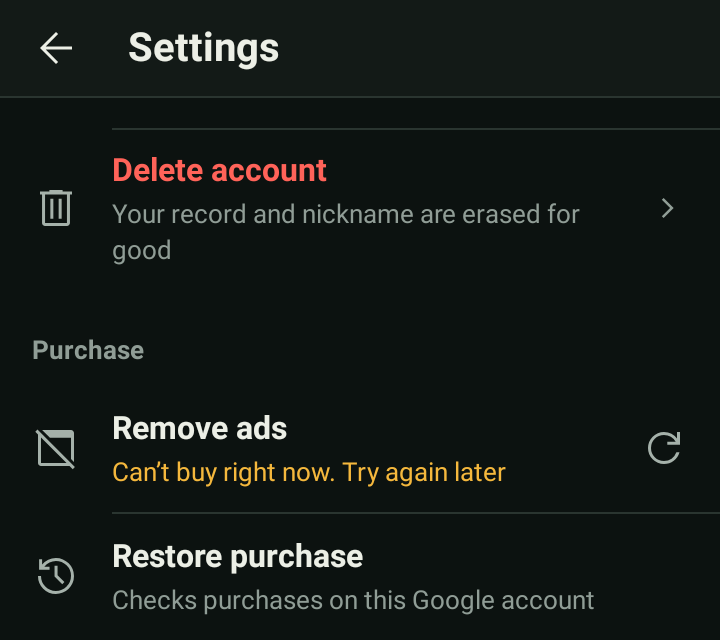 Settings
Delete account
Your record and nickname are erased for
good
Purchase
Remove ads
Can’t buy right now. Try again later
Restore purchase
Checks purchases on this Google account